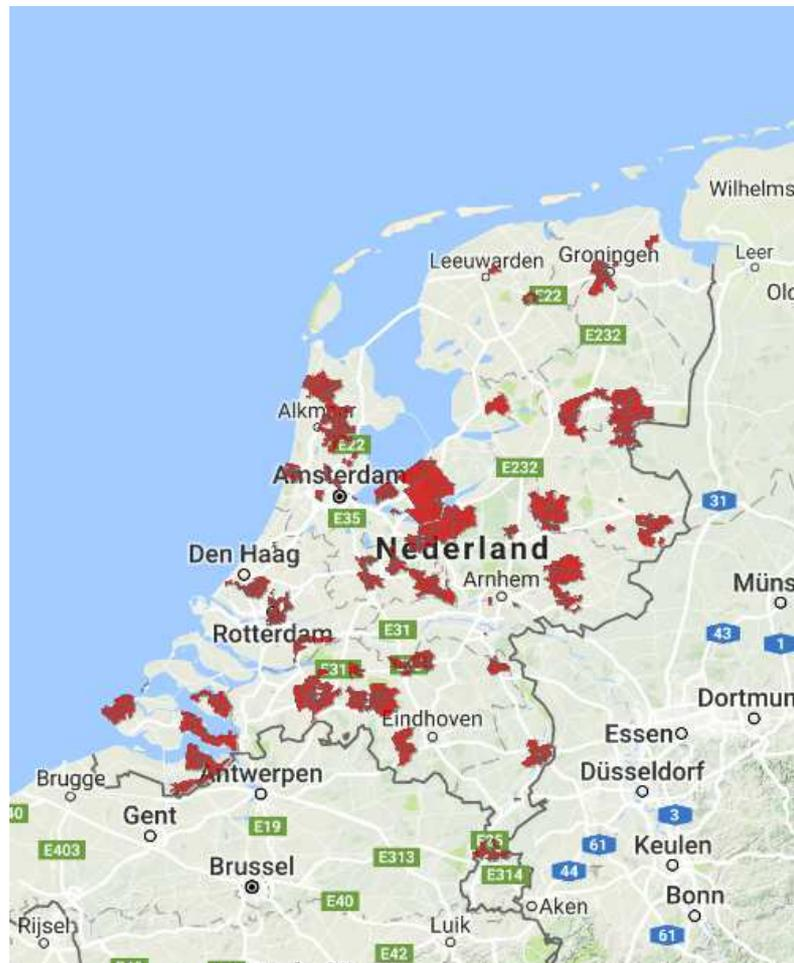 Wilhelms
Leeuwarden
Groningen
Leer
E22
Old
E232
Alkmaar
E22
Amsterdam
E232
31
E35
Den Haag
Nederland
Arnhem
Müns
Rotterdam
E31
43
1
E31
Dortmun
Eindhoven
Essen
Brugge
Antwerpen
Düsseldorf
40
Gent
E19
3
E403
E313
E25
61
Keulen
Brussel
E314
44
E40
Aken
Bonn
Rijsel
Luik
61
E42